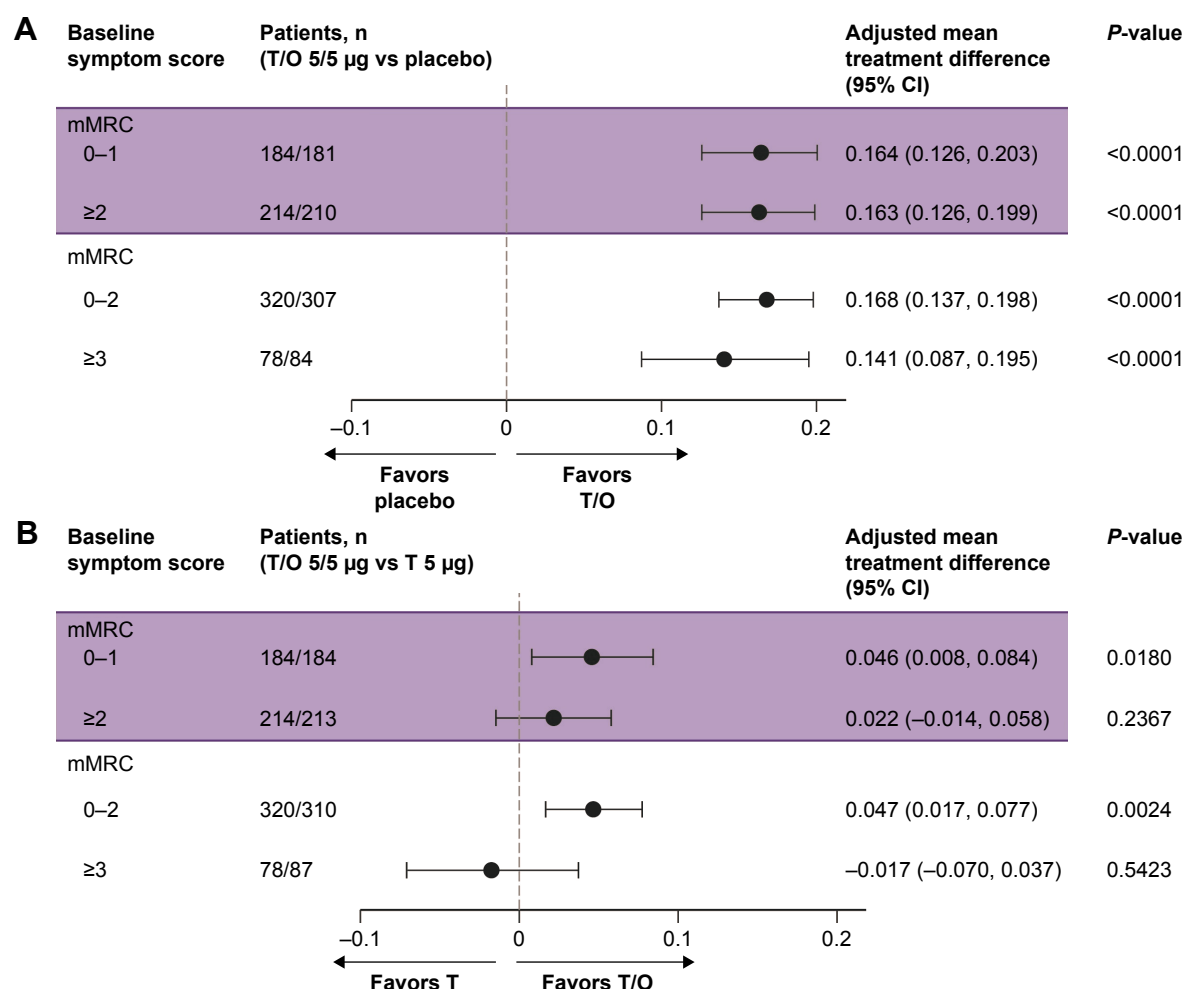 A
Baseline Patients, n Adjusted mean P-value
symptom score (T/O 5/5 µg vs placebo) treatment difference
(95% CI)
mMRC
0–1 184/181 0.164 (0.126, 0.203) <0.0001
≥2 214/210 0.163 (0.126, 0.199) <0.0001
mMRC
0–2 320/307 0.168 (0.137, 0.198) <0.0001
≥3 78/84 0.141 (0.087, 0.195) <0.0001
–0.1 0 0.1 0.2
Favors Favors
placebo T/O
B
Baseline Patients, n Adjusted mean P-value
symptom score (T/O 5/5 µg vs T 5 µg) treatment difference
(95% CI)
mMRC
0–1 184/184 0.046 (0.008, 0.084) 0.0180
≥2 214/213 0.022 (–0.014, 0.058) 0.2367
mMRC
0–2 320/310 0.047 (0.017, 0.077) 0.0024
≥3 78/87 –0.017 (–0.070, 0.037) 0.5423
–0.1 0 0.1 0.2
Favors T Favors T/O